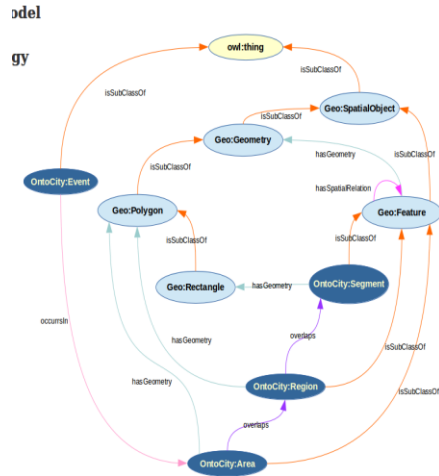 odel
gy
owl:thing
isSubClassOf
isSubClassOf
Geo:SpatialObject
isSubClassOf
Geo:Geometry
isSubClassOf
hasGeometry
isSubClassOf
hasSpatialRelation
OntoCity:Event
Geo:Polygon
Geo:Feature
isSubClassOf
isSubClassOf
Geo:Rectangle
hasGeometry
OntoCity:Segment
occursIn
hasGeometry
overlaps
isSubClassOf
hasGeometry
OntoCity:Region
isSubClassOf
overlaps
OntoCity:Area